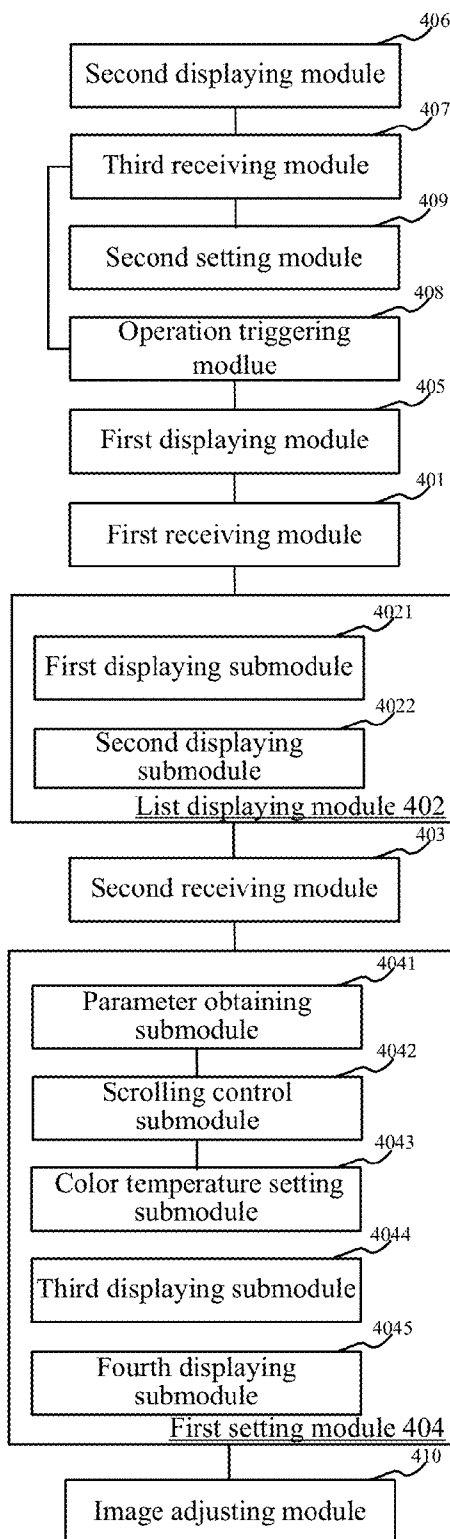 406
Second displaying module
407
Third receiving module
409
Second setting module
408
Operation triggering
modlue
405
First displaying module
401
First receiving module
4021
First displaying submodule
4022
Second displaying
submodule
List displaying module 402
403
Second receiving module
4041
Parameter obtaining
submodule
4042
Scrolling control
submodule
4043
Color temperature setting
submodule
4044
Third displaying submodule
4045
Fourth displaying
submodule
First setting module 404
410
Image adjusting module